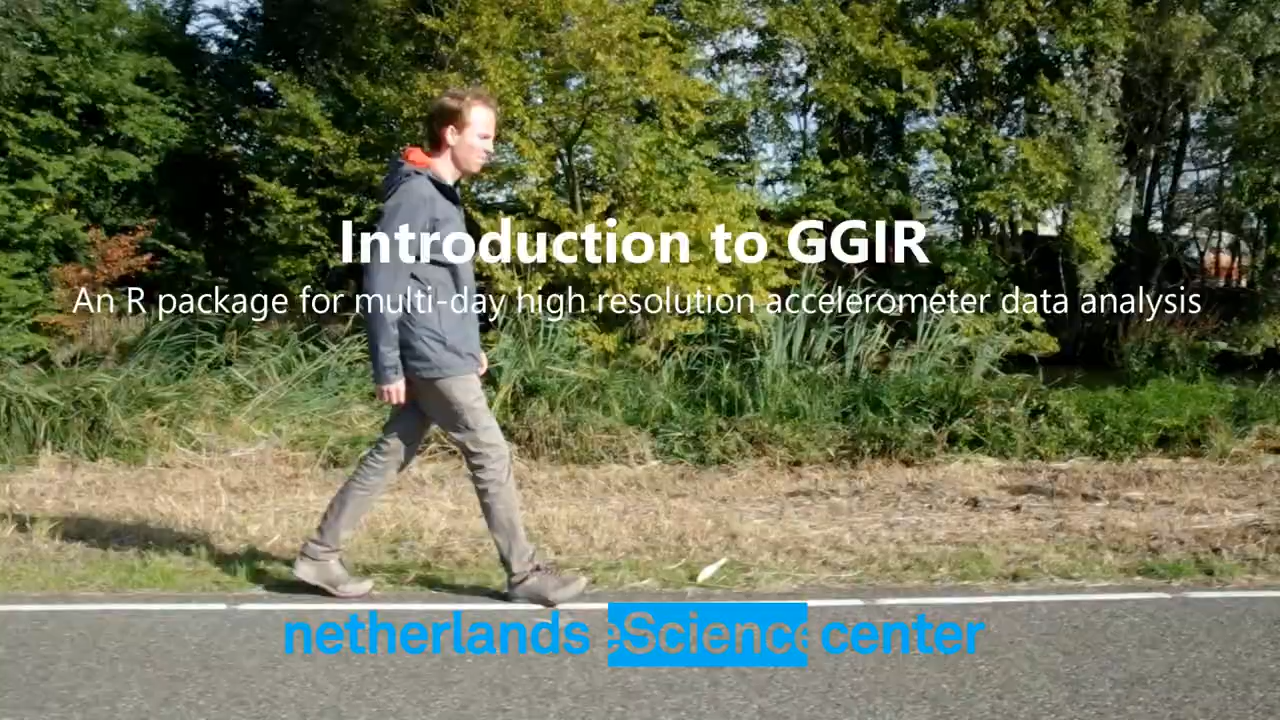 Introduction to GGIR
An R package for multi-day high resolution accelerometer data analysis
netherlands eScience center